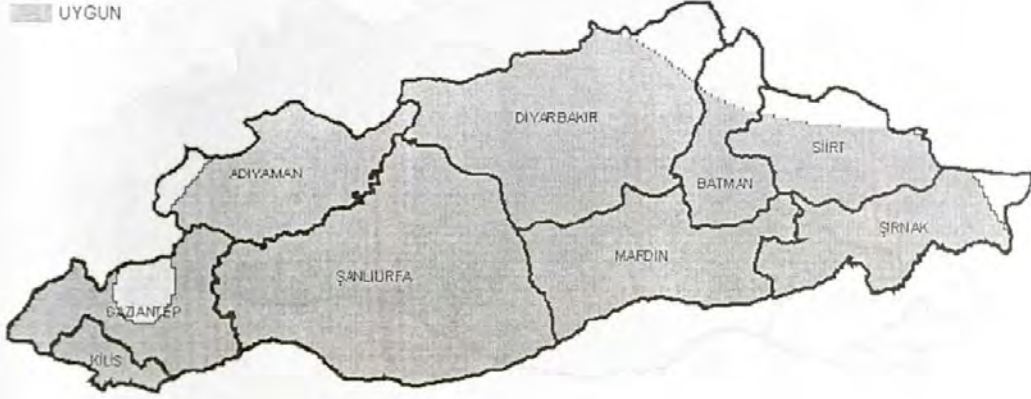 UYGUN
DİYARBAKIR
SİİRT
ADIYAMAN
BATMAN
ŞIRNAK
MARDİN
ŞANLIURFA
GAZİANTEP
KİLİS